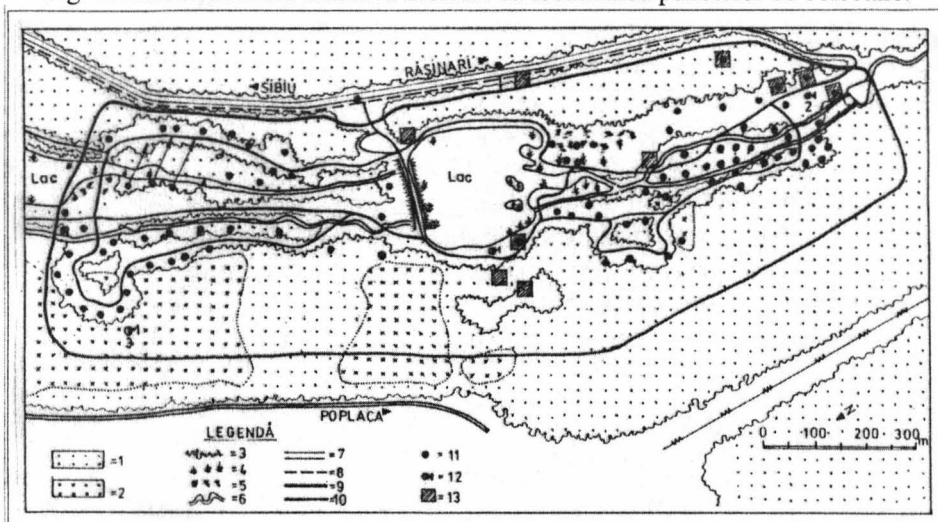 RĂȘINARI
SIBIU
Lac
Lac
2
3
POPLACA
LEGENDĂ
=1
=2
=3
=4
=5
=6
=7
=8
=9
=10
=11
=12
=13
N
0 100 200 300
m